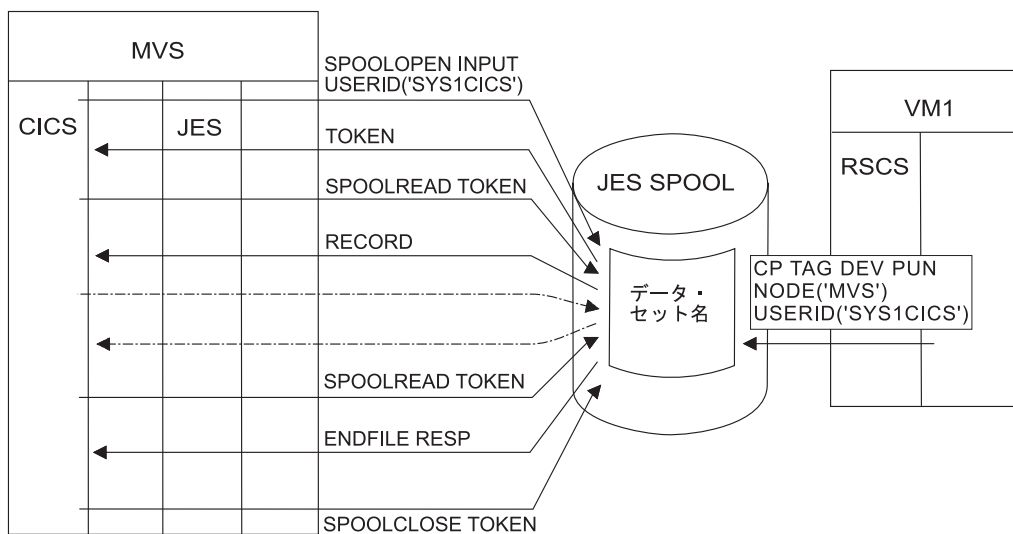 MVS
CICS
JES
SPOOLOPEN INPUT
USERID('SYS1CICS')
TOKEN
SPOOLREAD TOKEN
RECORD
SPOOLREAD TOKEN
ENDFILE RESP
SPOOLCLOSE TOKEN
JES SPOOL
データ・
セット名
VM1
RSCS
CP TAG DEV PUN
NODE('MVS')
USERID('SYS1CICS')